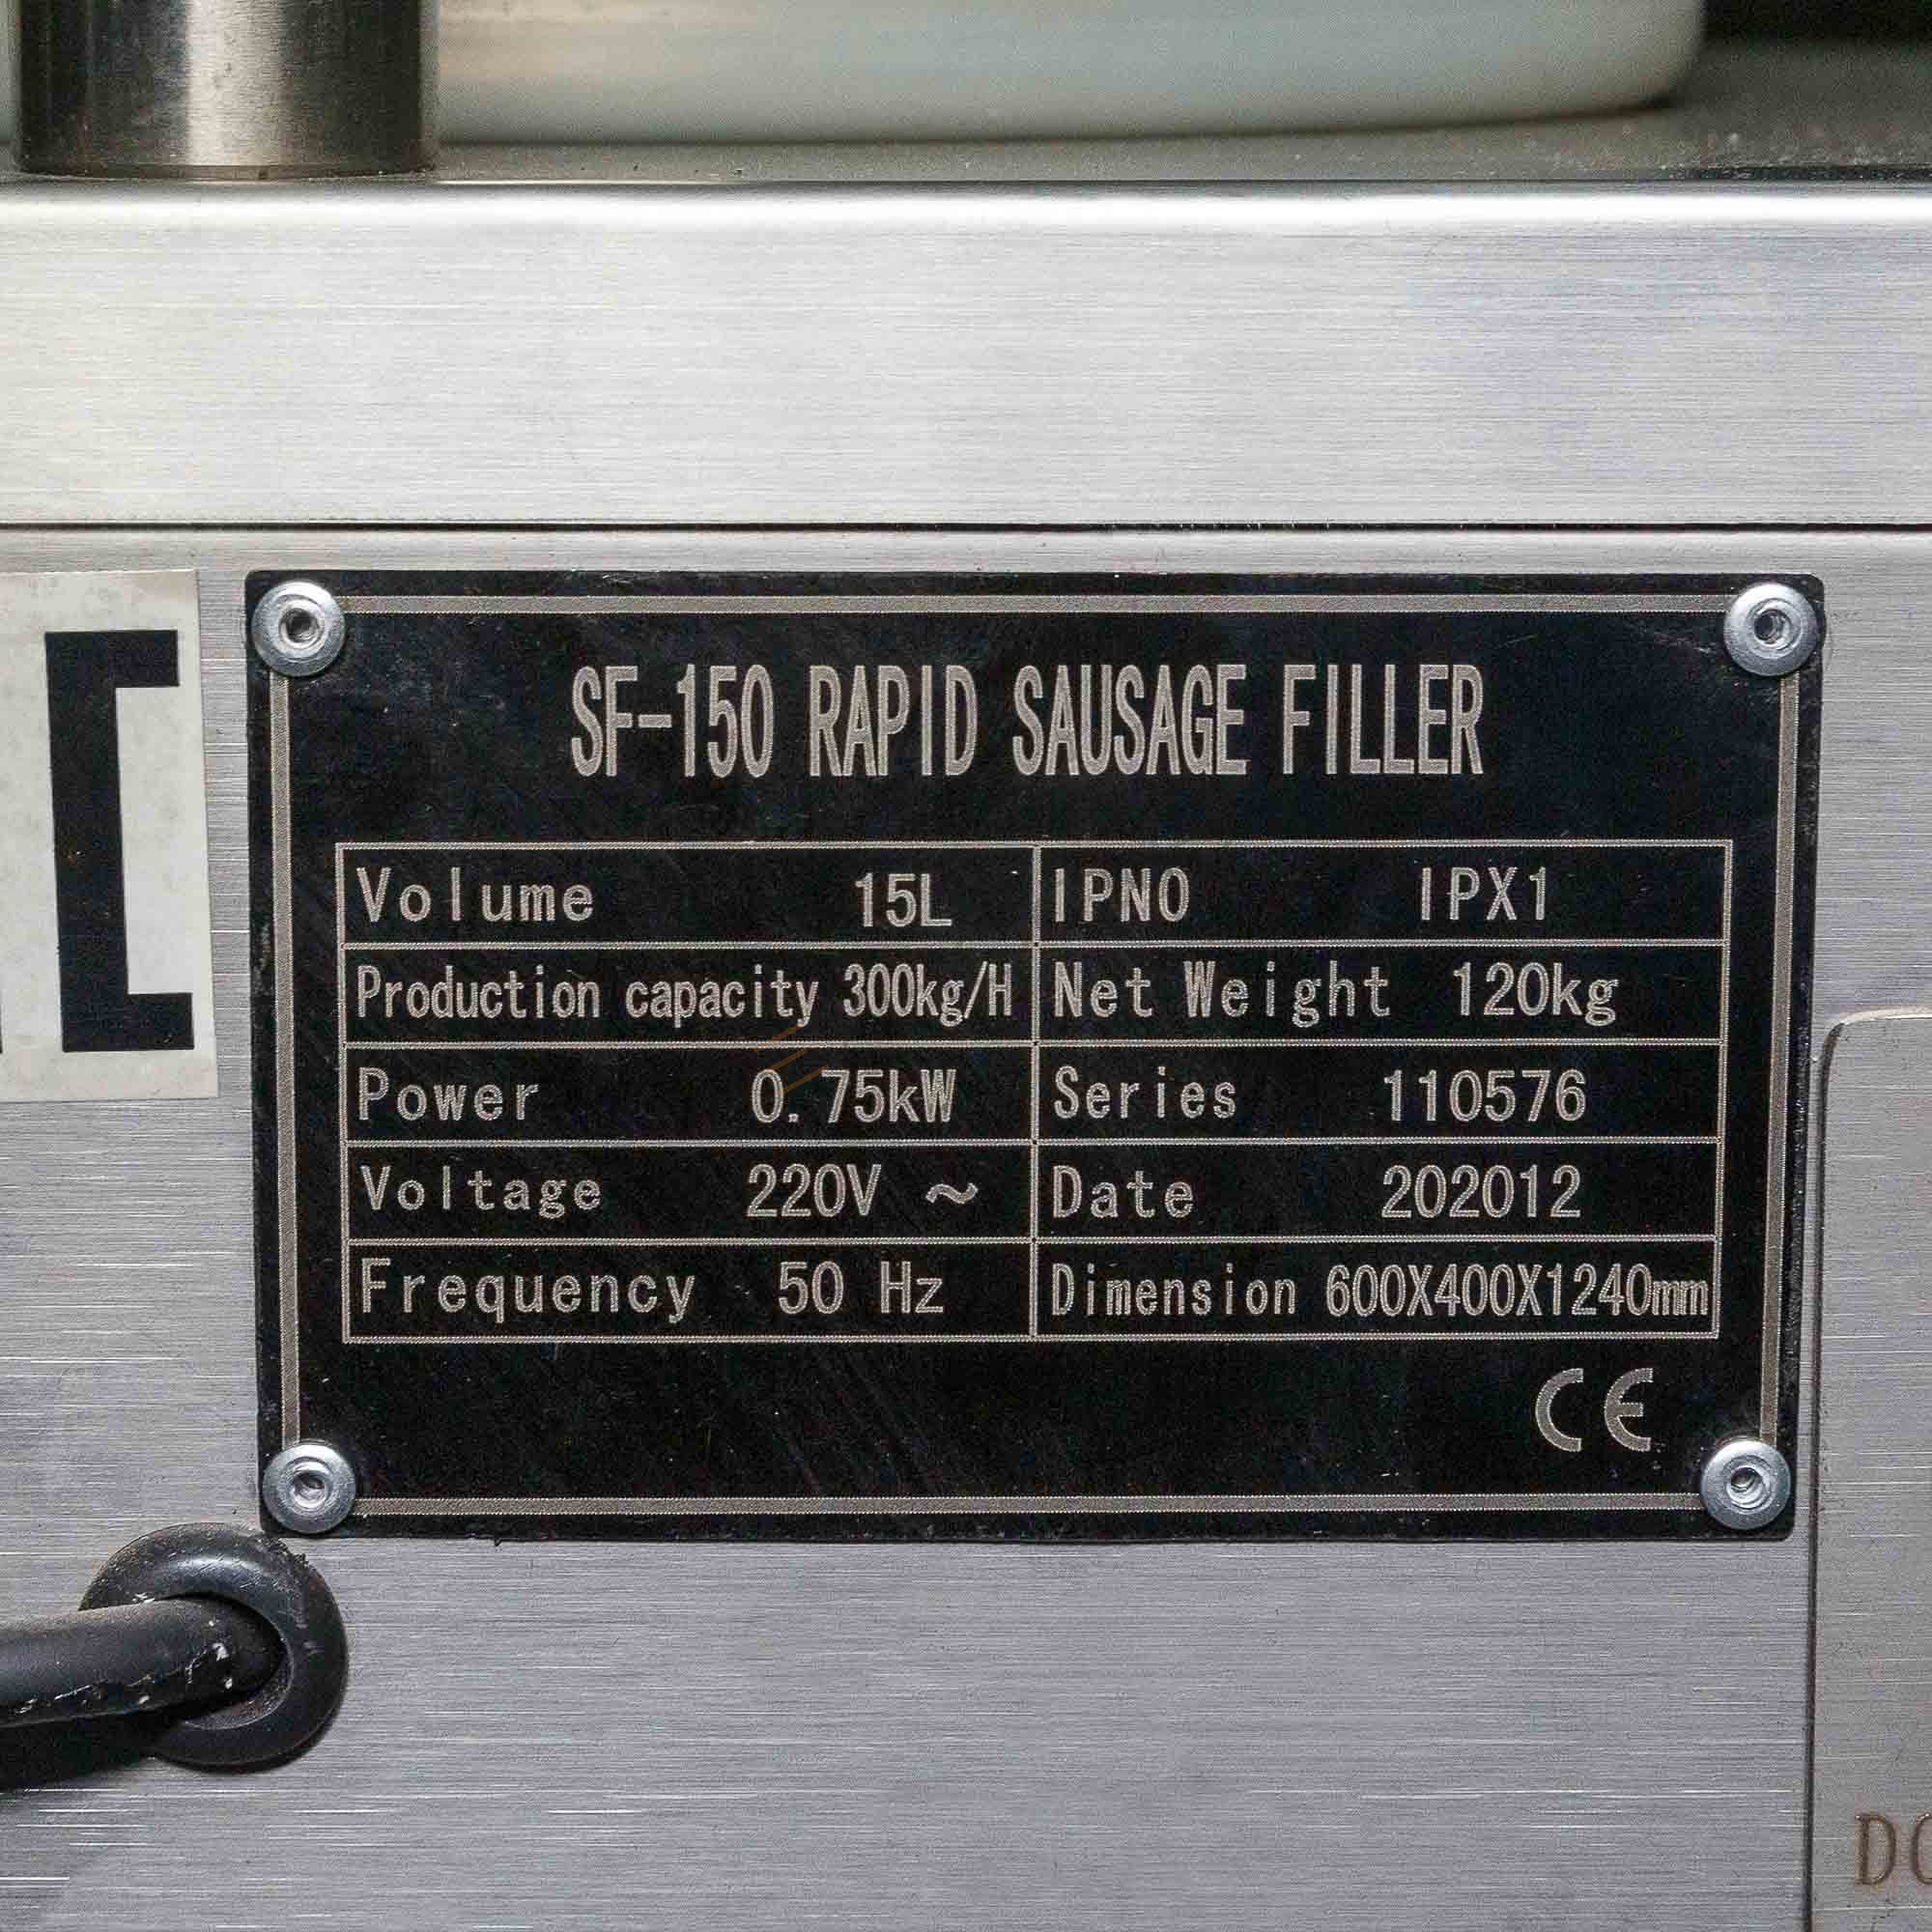 SF-150 RAPID SAUSAGE FILLER
Volume 15L IPNO IPX1
Production capacity 300kg/H Net Weight 120kg
Power 0.75kW Series 110576
Voltage 220V ~ Date 202012
Frequency 50 Hz Dimension 600X400X1240mm
CE